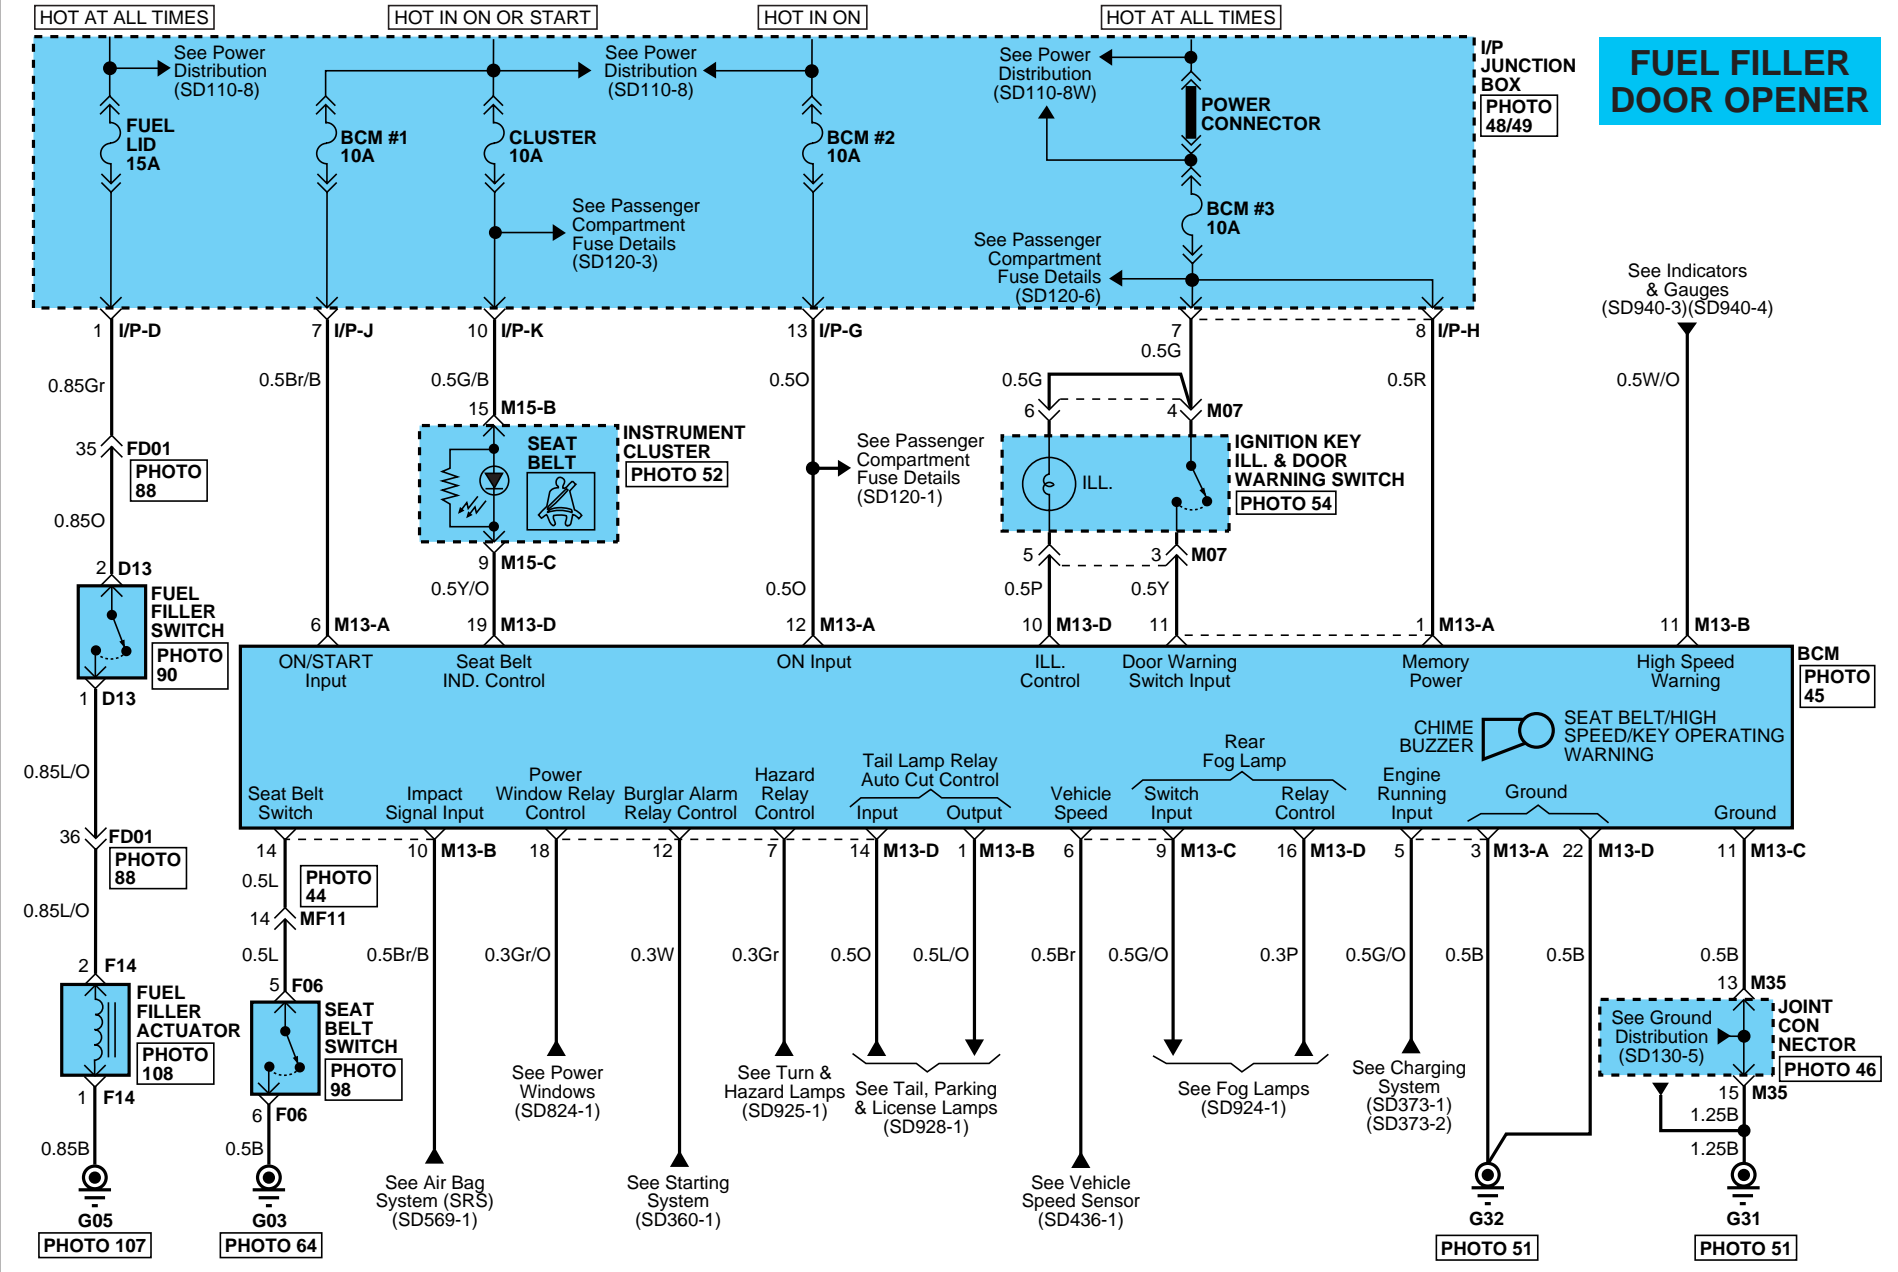 HOT AT ALL TIMES
HOT IN ON OR START
HOT IN ON
HOT AT ALL TIMES
FUEL FILLER
DOOR OPENER
I/P
JUNCTION
BOX
PHOTO
48/49
See Power
Distribution
(SD110-8)
See Power
Distribution
(SD110-8)
See Power
Distribution
(SD110-8W)
POWER
CONNECTOR
FUEL
LID
15A
BCM #1
10A
CLUSTER
10A
BCM #2
10A
BCM #3
10A
See Passenger
Compartment
Fuse Details
(SD120-3)
See Passenger
Compartment
Fuse Details
(SD120-6)
See Indicators
& Gauges
(SD940-3)(SD940-4)
1 I/P-D
7 I/P-J
10 I/P-K
13 I/P-G
7
8 I/P-H
0.85Gr
0.5Br/B
0.5G/B
0.5O
0.5G
0.5G
0.5R
0.5W/O
35 FD01
PHOTO
88
0.85O
15 M15-B
SEAT
BELT
INSTRUMENT
CLUSTER
PHOTO 52
9 M15-C
0.5Y/O
See Passenger
Compartment
Fuse Details
(SD120-1)
0.5O
6
4 M07
ILL.
IGNITION KEY
ILL. & DOOR
WARNING SWITCH
PHOTO 54
5
3 M07
0.5P
0.5Y
2 D13
FUEL
FILLER
SWITCH
PHOTO
90
1 D13
6 M13-A
19 M13-D
12 M13-A
10 M13-D
11
1 M13-A
11 M13-B
BCM
PHOTO
45
ON/START
Input
Seat Belt
IND. Control
ON Input
ILL.
Control
Door Warning
Switch Input
Memory
Power
High Speed
Warning
CHIME
BUZZER
SEAT BELT/HIGH
SPEED/KEY OPERATING
WARNING
Seat Belt
Switch
Impact
Signal Input
Power
Window Relay
Control
Burglar Alarm
Relay Control
Hazard
Relay
Control
Tail Lamp Relay
Auto Cut Control
Input
Output
Vehicle
Speed
Rear
Fog Lamp
Switch
Input
Relay
Control
Engine
Running
Input
Ground
Ground
0.85L/O
36 FD01
PHOTO
88
0.85L/O
2 F14
FUEL
FILLER
ACTUATOR
PHOTO
108
1 F14
0.85B
G05
PHOTO 107
14
10 M13-B
18
12
7
14 M13-D
1 M13-B
6
9 M13-C
16 M13-D
5
3 M13-A
22 M13-D
11 M13-C
0.5L
PHOTO
44
14 MF11
0.5L
5 F06
SEAT
BELT
SWITCH
PHOTO
98
6 F06
0.5B
G03
PHOTO 64
0.5Br/B
0.3Gr/O
0.3W
0.3Gr
0.5O
0.5L/O
0.5Br
0.5G/O
0.3P
0.5G/O
0.5B
0.5B
0.5B
See Air Bag
System (SRS)
(SD569-1)
See Power
Windows
(SD824-1)
See Starting
System
(SD360-1)
See Turn &
Hazard Lamps
(SD925-1)
See Tail, Parking
& License Lamps
(SD928-1)
See Vehicle
Speed Sensor
(SD436-1)
See Fog Lamps
(SD924-1)
See Charging
System
(SD373-1)
(SD373-2)
G32
PHOTO 51
13 M35
See Ground
Distribution
(SD130-5)
JOINT
CON
NECTOR
PHOTO 46
15 M35
1.25B
1.25B
G31
PHOTO 51